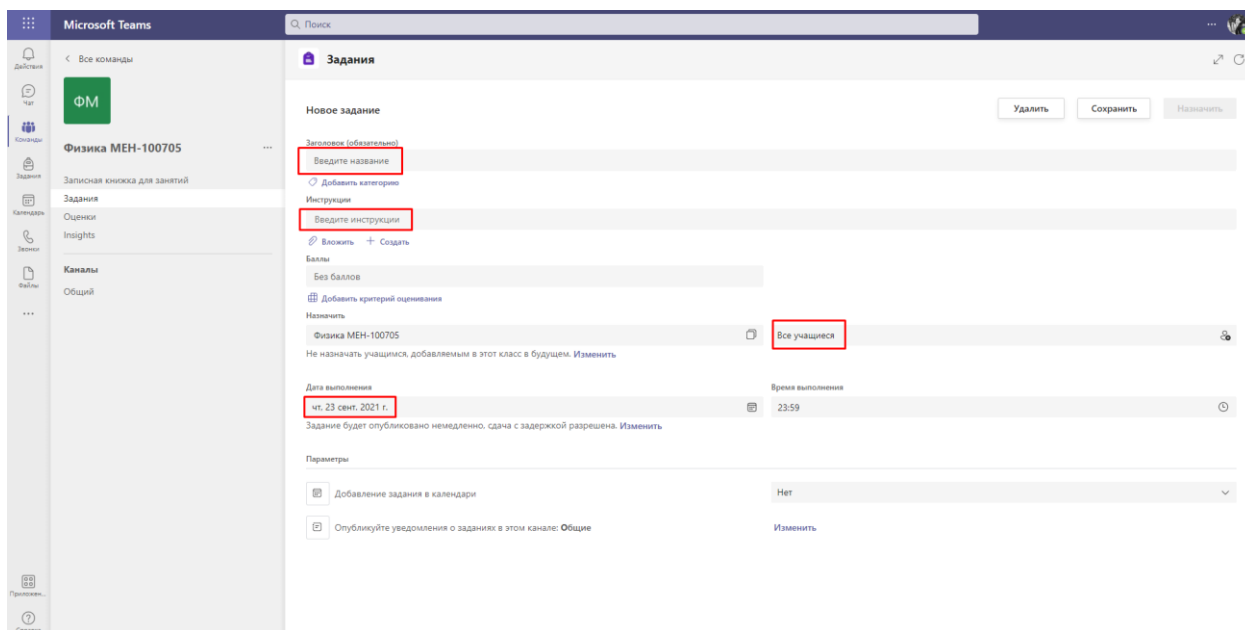 Microsoft Teams
Поиск
Действия
Чат
Команды
Задания
Календарь
Звонки
Файлы
Приложен...
Все команды
ФМ
Физика МЕН-100705
Записная книжка для занятий
Задания
Оценки
Insights
Каналы
Общий
Задания
Новое задание
Удалить Сохранить Назначить
Заголовок (обязательно)
Введите название
Добавить категорию
Инструкции
Введите инструкции
Вложить + Создать
Баллы
Без баллов
Добавить критерий оценивания
Назначить
Физика МЕН-100705 Все учащиеся
Не назначать учащимся, добавляемым в этот класс в будущем. Изменить
Дата выполнения Время выполнения
чт, 23 сент. 2021 г. 23:59
Задание будет опубликовано немедленно, сдача с задержкой разрешена. Изменить
Параметры
Добавление задания в календари Нет
Опубликуйте уведомления о заданиях в этом канале: Общие Изменить